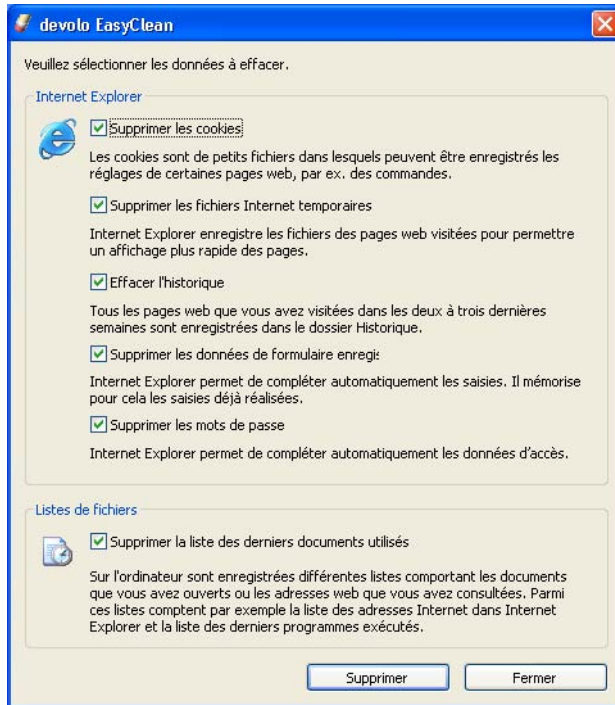 devolo EasyClean
Veuillez sélectionner les données à effacer.
Internet Explorer
Supprimer les cookies
Les cookies sont de petits fichiers dans lesquels peuvent être enregistrés les
réglages de certaines pages web, par ex. des commandes.
Supprimer les fichiers Internet temporaires
Internet Explorer enregistre les fichiers des pages web visitées pour permettre
un affichage plus rapide des pages.
Effacer l'historique
Tous les pages web que vous avez visitées dans les deux à trois dernières
semaines sont enregistrées dans le dossier Historique.
Supprimer les données de formulaire enregis
Internet Explorer permet de compléter automatiquement les saisies. Il mémorise
pour cela les saisies déjà réalisées.
Supprimer les mots de passe
Internet Explorer permet de compléter automatiquement les données d'accès.
Listes de fichiers
Supprimer la liste des derniers documents utilisés
Sur l'ordinateur sont enregistrées différentes listes comportant les documents
que vous avez ouverts ou les adresses web que vous avez consultées. Parmi
ces listes comptent par exemple la liste des adresses Internet dans Internet
Explorer et la liste des derniers programmes exécutés.
Supprimer
Fermer